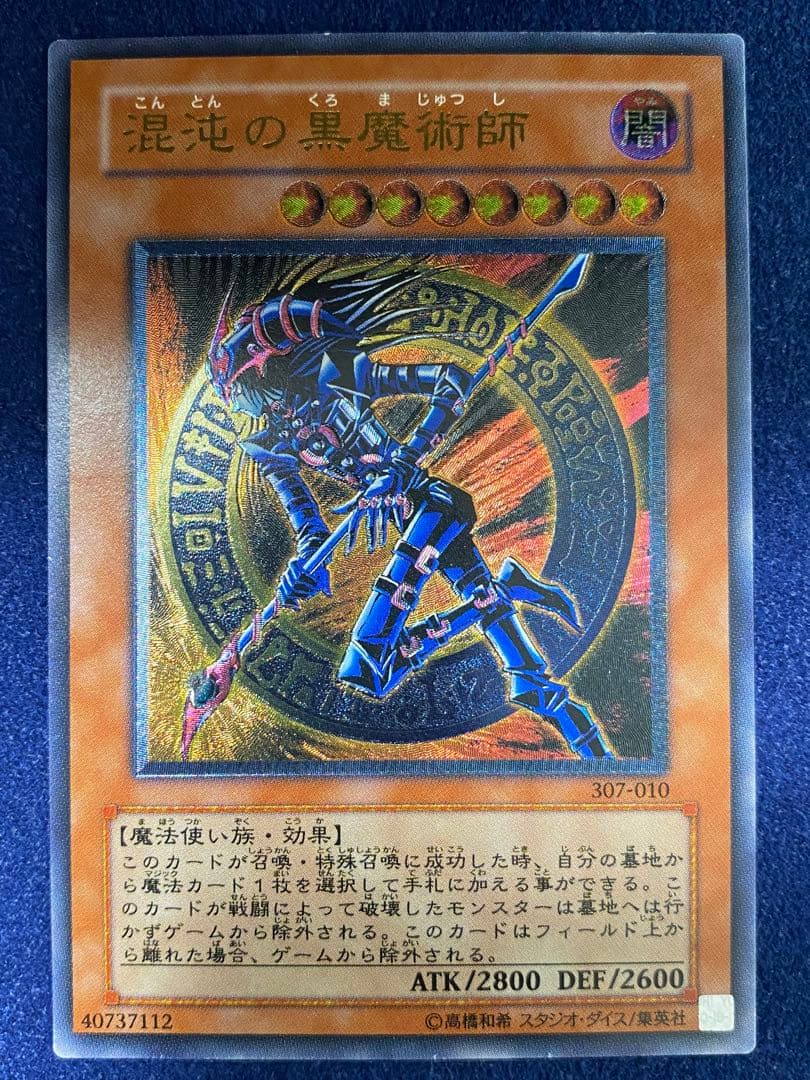 混沌の黒魔術師
こん とん くろ ま じゅつ し
闇
やみ
307-010
【魔法使い族・効果】
このカードが召喚・特殊召喚に成功した時、自分の墓地か
ら魔法カード1枚を選択して手札に加える事ができる。こ
のカードが戦闘によって破壊したモンスターは墓地へは行
かずゲームから除外される。このカードはフィールド上か
ら離れた場合、ゲームから除外される。
ATK/2800 DEF/2600
40737112
©高橋和希 スタジオ・ダイス/集英社